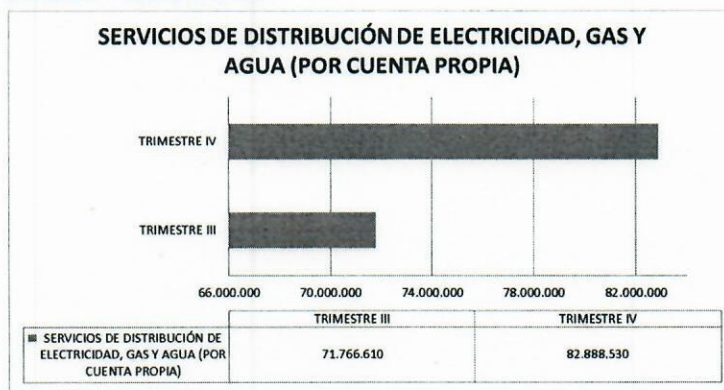 SERVICIOS DE DISTRIBUCIÓN DE ELECTRICIDAD, GAS Y
AGUA (POR CUENTA PROPIA)
TRIMESTRE IV
TRIMESTRE III
66.000.000 70.000.000 74.000.000 78.000.000 82.000.000
TRIMESTRE III TRIMESTRE IV
SERVICIOS DE DISTRIBUCIÓN DE
ELECTRICIDAD, GAS Y AGUA (POR
CUENTA PROPIA)
71.766.610 82.888.530